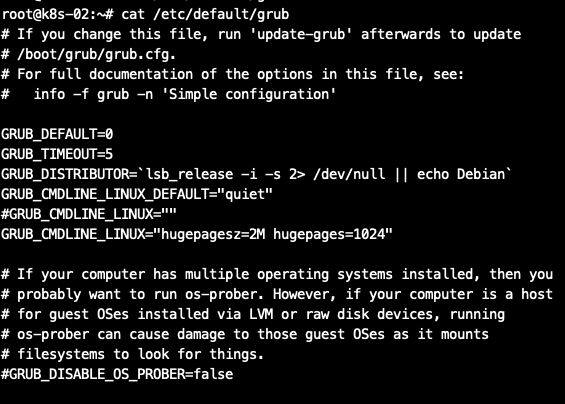 root@k8s-02:~# cat /etc/default/grub
# If you change this file, run 'update-grub' afterwards to update
# /boot/grub/grub.cfg.
# For full documentation of the options in this file, see:
#   info -f grub -n 'Simple configuration'

GRUB_DEFAULT=0
GRUB_TIMEOUT=5
GRUB_DISTRIBUTOR=`lsb_release -i -s 2> /dev/null || echo Debian`
GRUB_CMDLINE_LINUX_DEFAULT="quiet"
#GRUB_CMDLINE_LINUX=""
GRUB_CMDLINE_LINUX="hugepagesz=2M hugepages=1024"

# If your computer has multiple operating systems installed, then you
# probably want to run os-prober. However, if your computer is a host
# for guest OSes installed via LVM or raw disk devices, running
# os-prober can cause damage to those guest OSes as it mounts
# filesystems to look for things.
#GRUB_DISABLE_OS_PROBER=false